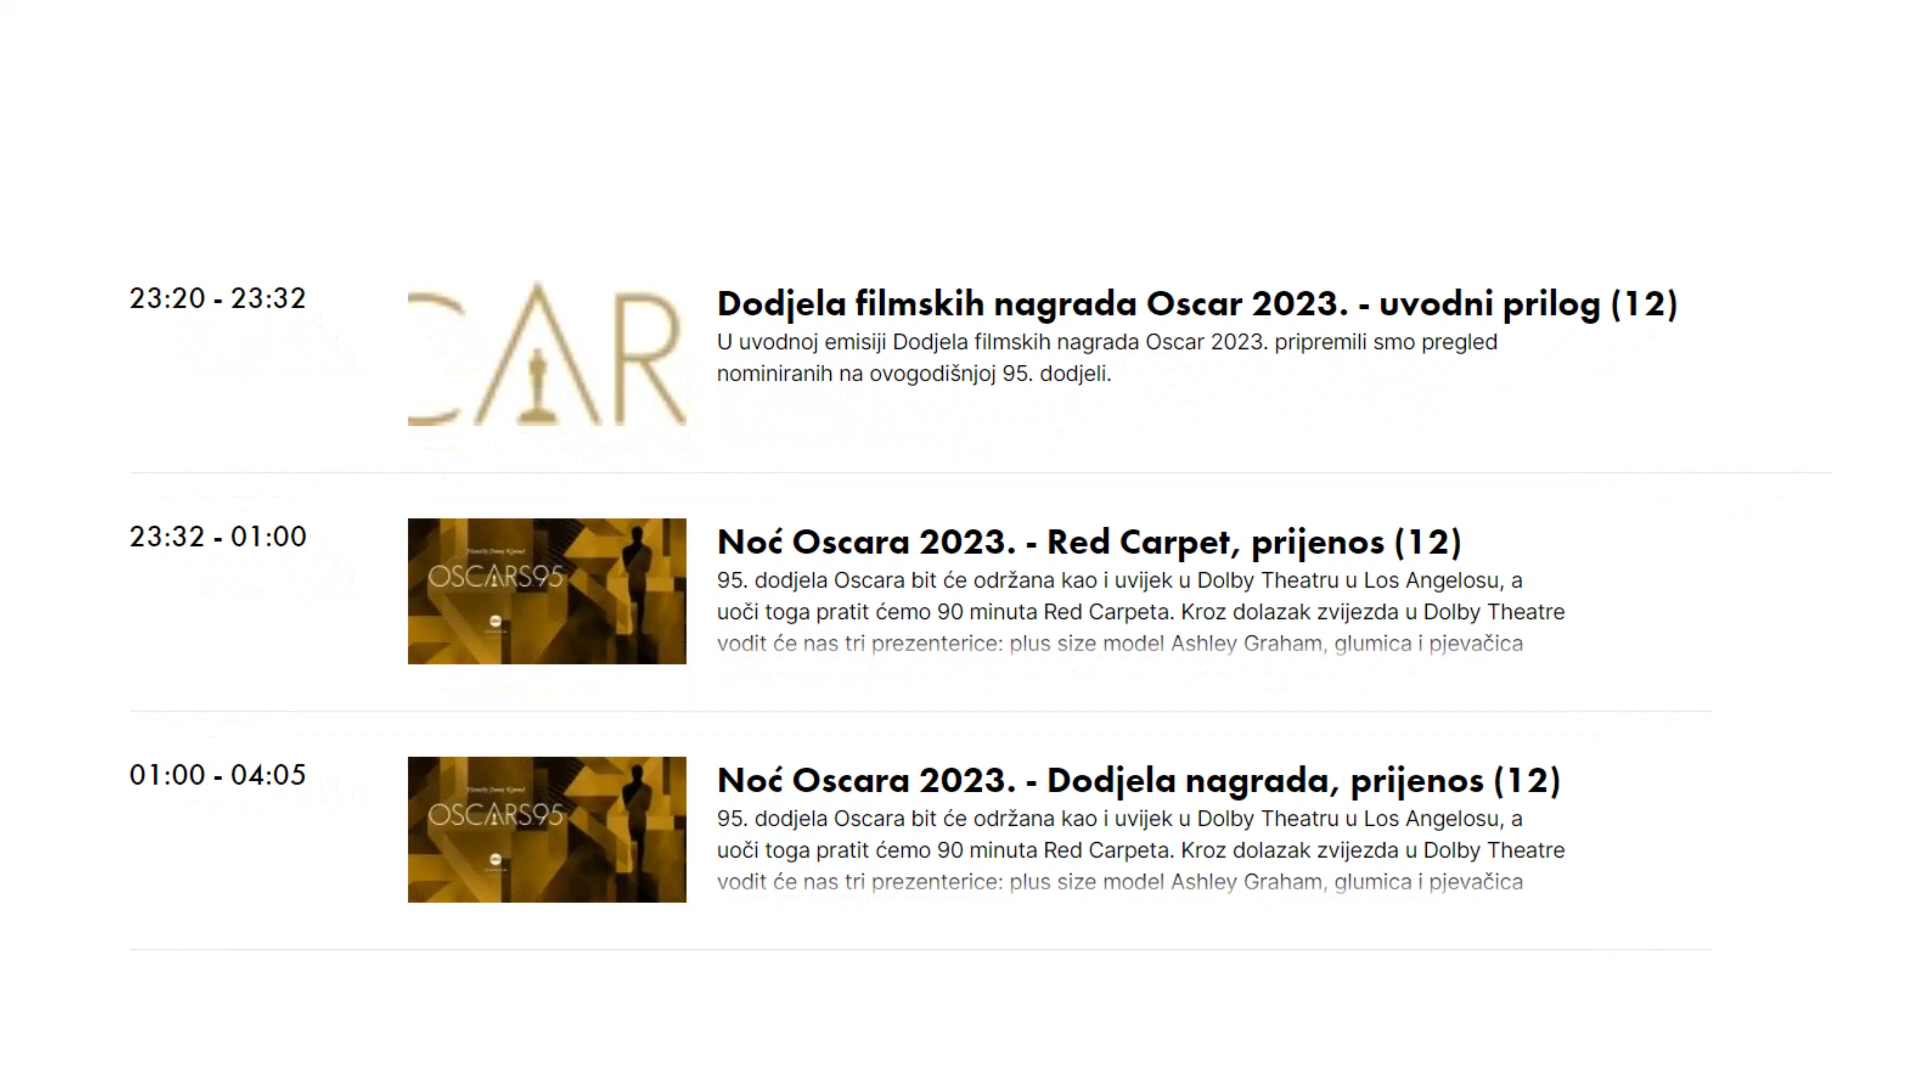 23:20 - 23:32
CAR
Dodjela filmskih nagrada Oscar 2023. - uvodni prilog (12)
U uvodnoj emisiji Dodjela filmskih nagrada Oscar 2023. pripremili smo pregled
nominiranih na ovogodišnjoj 95. dodjeli.
23:32 - 01:00
OSCARS95
Noć Oscara 2023. - Red Carpet, prijenos (12)
95. dodjela Oscara bit će održana kao i uvijek u Dolby Theatru u Los Angelosu, a
uoči toga pratit ćemo 90 minuta Red Carpeta. Kroz dolazak zvijezda u Dolby Theatre
vodit će nas tri prezenterice: plus size model Ashley Graham, glumica i pjevačica
01:00 - 04:05
OSCARS95
Noć Oscara 2023. - Dodjela nagrada, prijenos (12)
95. dodjela Oscara bit će održana kao i uvijek u Dolby Theatru u Los Angelosu, a
uoči toga pratit ćemo 90 minuta Red Carpeta. Kroz dolazak zvijezda u Dolby Theatre
vodit će nas tri prezenterice: plus size model Ashley Graham, glumica i pjevačica